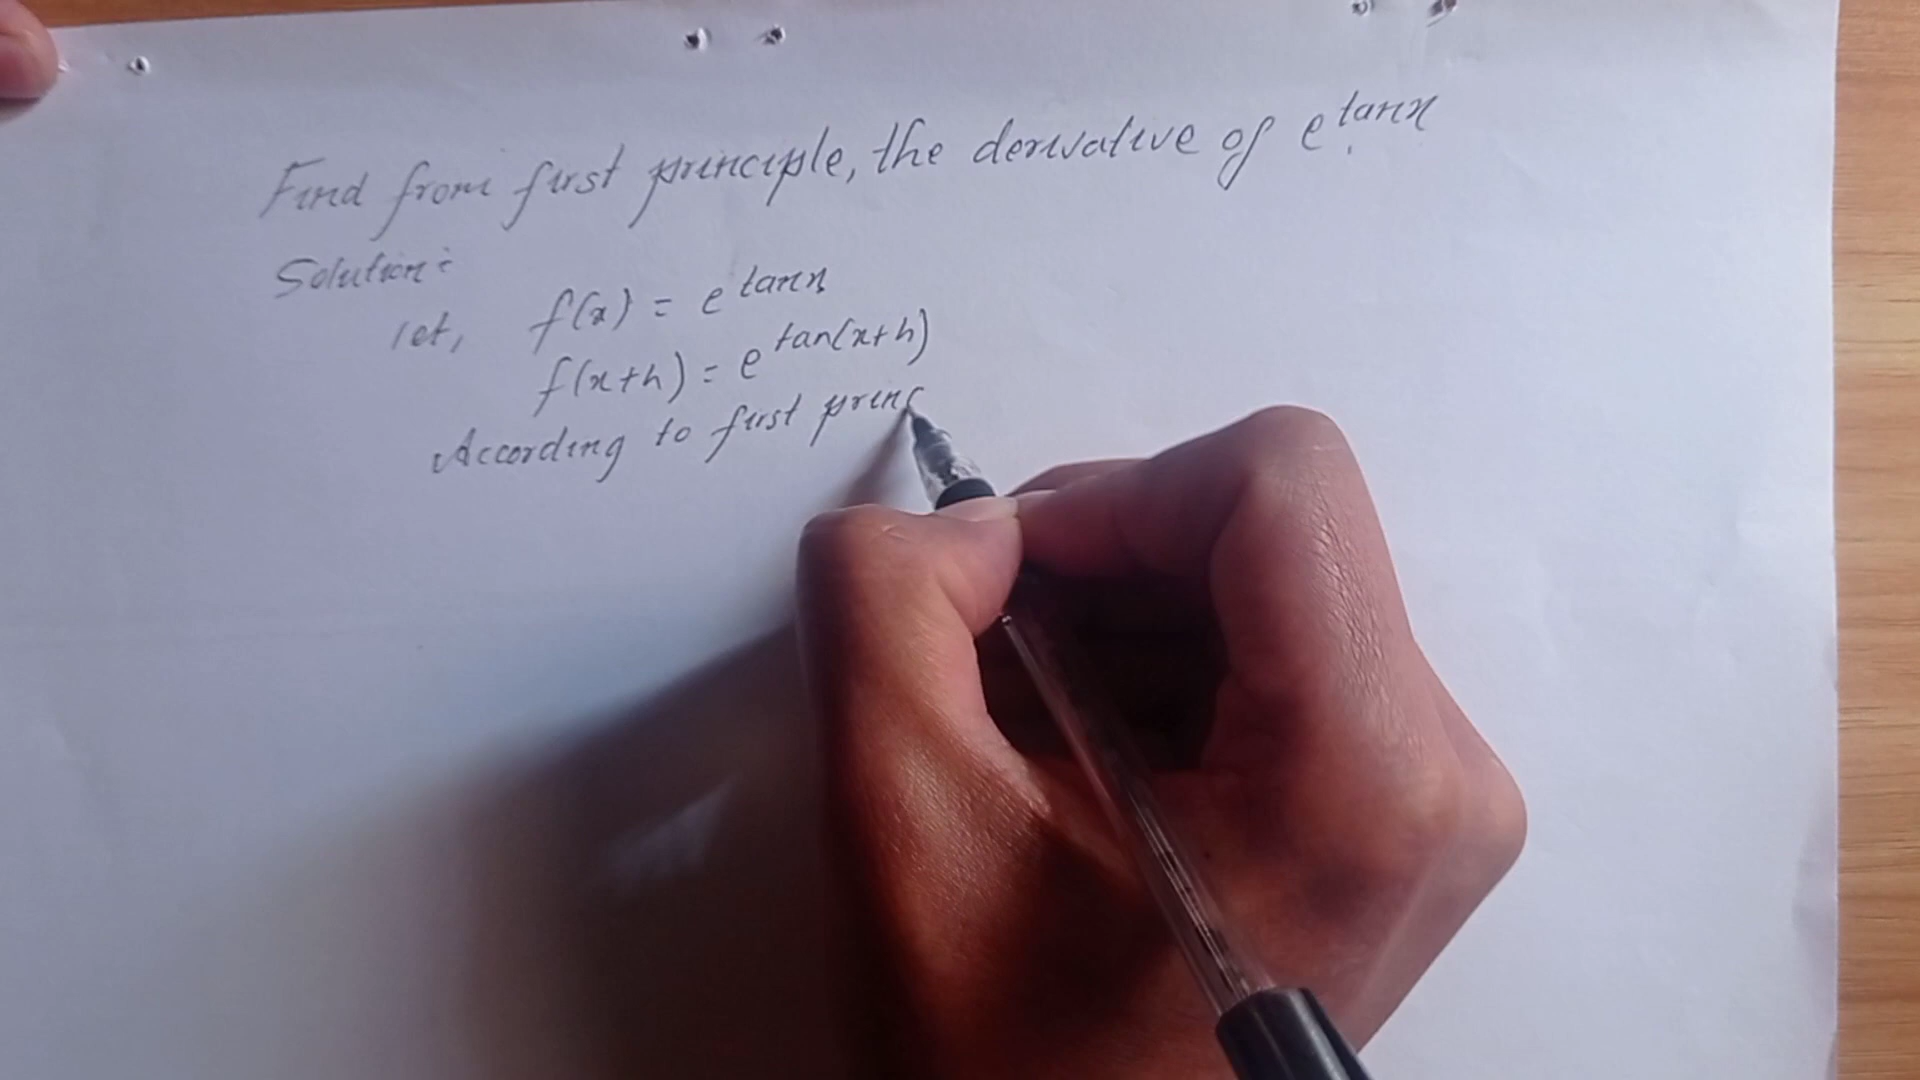 Find from first principle, the derivative of e^tanx.
Solution:
let, f(x) = e^tanx
f(x+h) = e^tan(x+h)
According to first princ